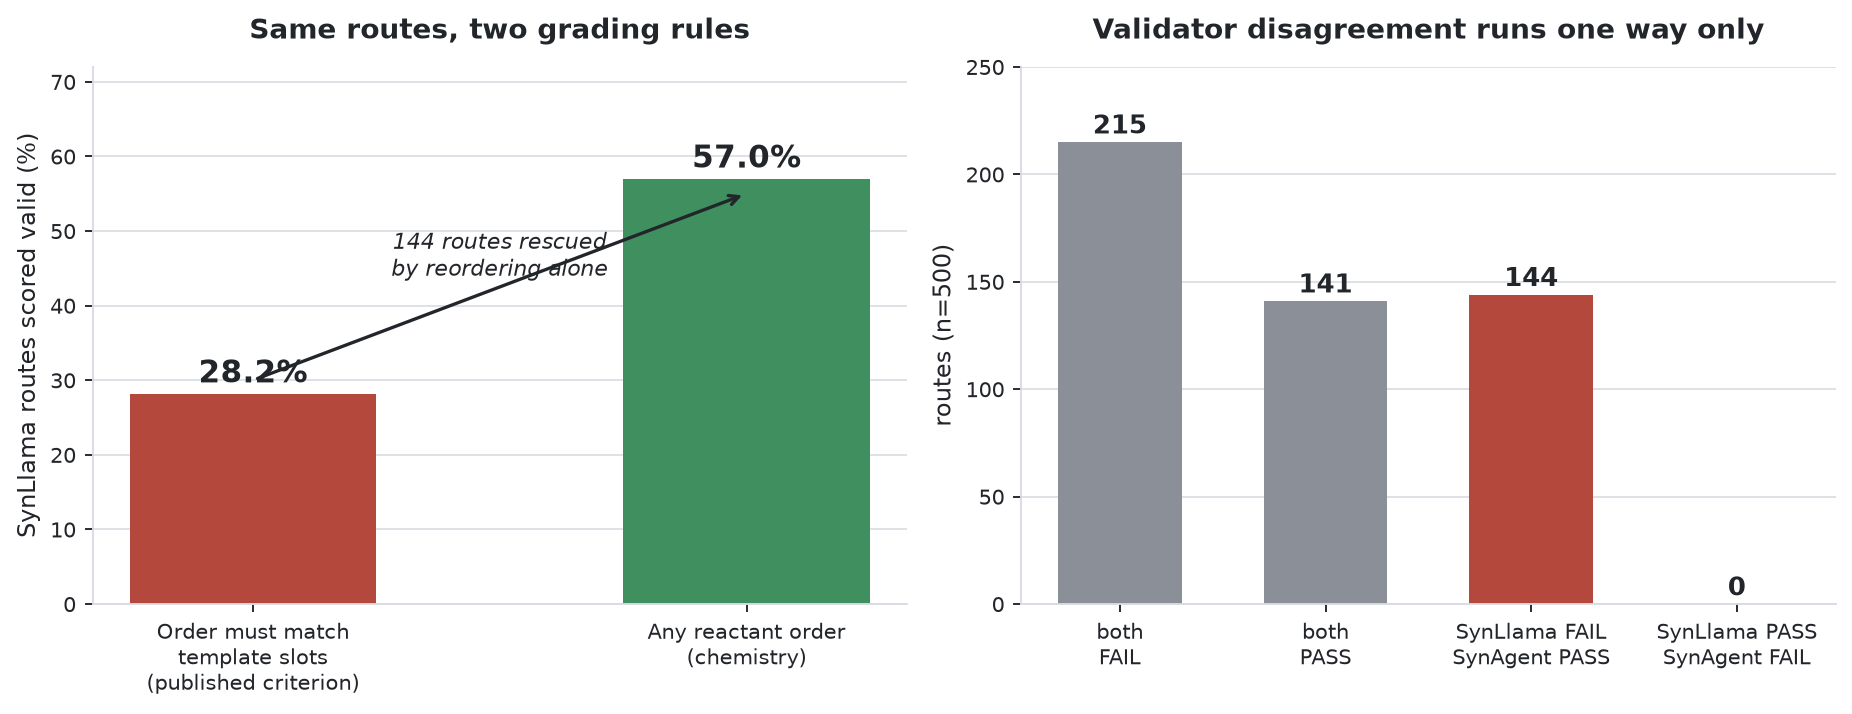 Same routes, two grading rules
SynLlama routes scored valid (%)
70
60
50
40
30
20
10
0
28.2%
57.0%
144 routes rescued
by reordering alone
Order must match
template slots
(published criterion)
Any reactant order
(chemistry)
Validator disagreement runs one way only
routes (n=500)
250
200
150
100
50
0
215
141
144
0
both
FAIL
both
PASS
SynLlama FAIL
SynAgent PASS
SynLlama PASS
SynAgent FAIL